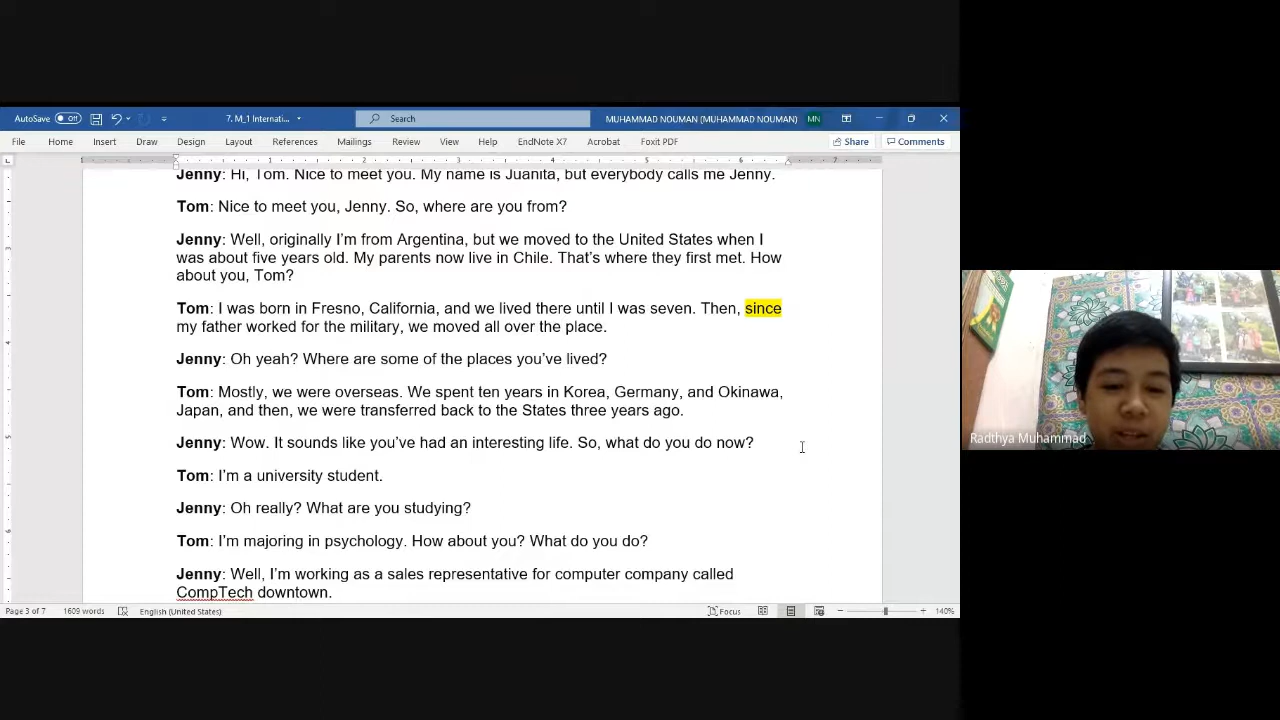 AutoSave Off 7. M_1 Internati... Search MUHAMMAD NOUMAN (MUHAMMAD NOUMAN) MN
File Home Insert Draw Design Layout References Mailings Review View Help EndNote X7 Acrobat Foxit PDF Share Comments
1 2 3 4 5 6 7
Jenny: Hi, Tom. Nice to meet you. My name is Juanita, but everybody calls me Jenny.
Tom: Nice to meet you, Jenny. So, where are you from?
Jenny: Well, originally I'm from Argentina, but we moved to the United States when I
was about five years old. My parents now live in Chile. That's where they first met. How
about you, Tom?
Tom: I was born in Fresno, California, and we lived there until I was seven. Then, since
my father worked for the military, we moved all over the place.
Jenny: Oh yeah? Where are some of the places you've lived?
Tom: Mostly, we were overseas. We spent ten years in Korea, Germany, and Okinawa,
Japan, and then, we were transferred back to the States three years ago.
Jenny: Wow. It sounds like you've had an interesting life. So, what do you do now?
Tom: I'm a university student.
Jenny: Oh really? What are you studying?
Tom: I'm majoring in psychology. How about you? What do you do?
Jenny: Well, I'm working as a sales representative for computer company called
CompTech downtown.
Page 3 of 7 1609 words English (United States) Focus 140%
Radthya Muhammad